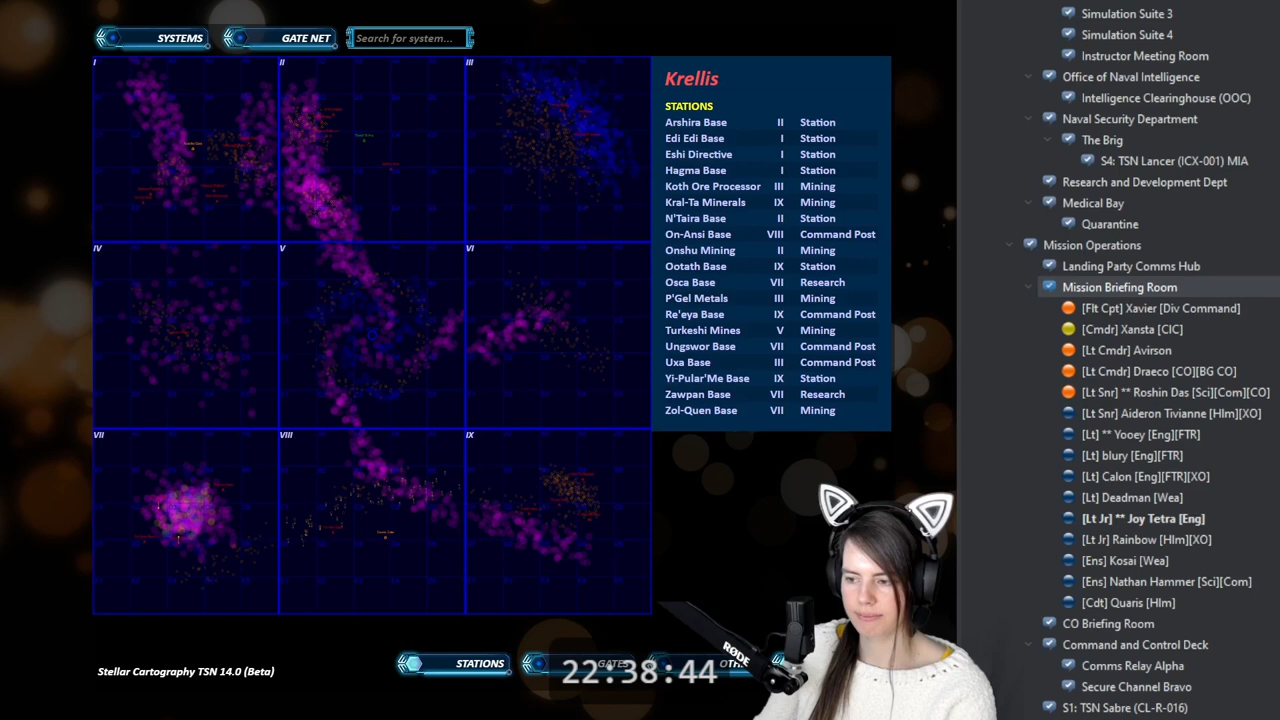 SYSTEMS
GATE NET
Search for system...
I
II
III
IV
V
VI
VII
VIII
IX
Krellis
STATIONS
Arshira Base II Station
Edi Edi Base I Station
Eshi Directive I Station
Hagma Base I Station
Koth Ore Processor III Mining
Kral-Ta Minerals IX Mining
N'Taira Base II Station
On-Ansi Base VIII Command Post
Onshu Mining II Mining
Ootath Base IX Station
Osca Base VII Research
P'Gel Metals III Mining
Re'eya Base IX Command Post
Turkeshi Mines V Mining
Ungswor Base VII Command Post
Uxa Base III Command Post
Yi-Pular'Me Base IX Station
Zawpan Base VII Research
Zol-Quen Base VII Mining
Stellar Cartography TSN 14.0 (Beta)
STATIONS
GATES
22:38:44
RØDE
Simulation Suite 3
Simulation Suite 4
Instructor Meeting Room
Office of Naval Intelligence
Intelligence Clearinghouse (OOC)
Naval Security Department
The Brig
S4: TSN Lancer (ICX-001) MIA
Research and Development Dept
Medical Bay
Quarantine
Mission Operations
Landing Party Comms Hub
Mission Briefing Room
[Flt Cpt] Xavier [Div Command]
[Cmdr] Xansta [CIC]
[Lt Cmdr] Avirson
[Lt Cmdr] Draeco [CO][BG CO]
[Lt Snr] ** Roshin Das [Sci][Com][CO]
[Lt Snr] Aideron Tivianne [Hlm][XO]
[Lt] ** Yooey [Eng][FTR]
[Lt] blury [Eng][FTR]
[Lt] Calon [Eng][FTR][XO]
[Lt] Deadman [Wea]
[Lt Jr] ** Joy Tetra [Eng]
[Lt Jr] Rainbow [Hlm][XO]
[Ens] Kosai [Wea]
[Ens] Nathan Hammer [Sci][Com]
[Cdt] Quaris [Hlm]
CO Briefing Room
Command and Control Deck
Comms Relay Alpha
Secure Channel Bravo
S1: TSN Sabre (CL-R-016)